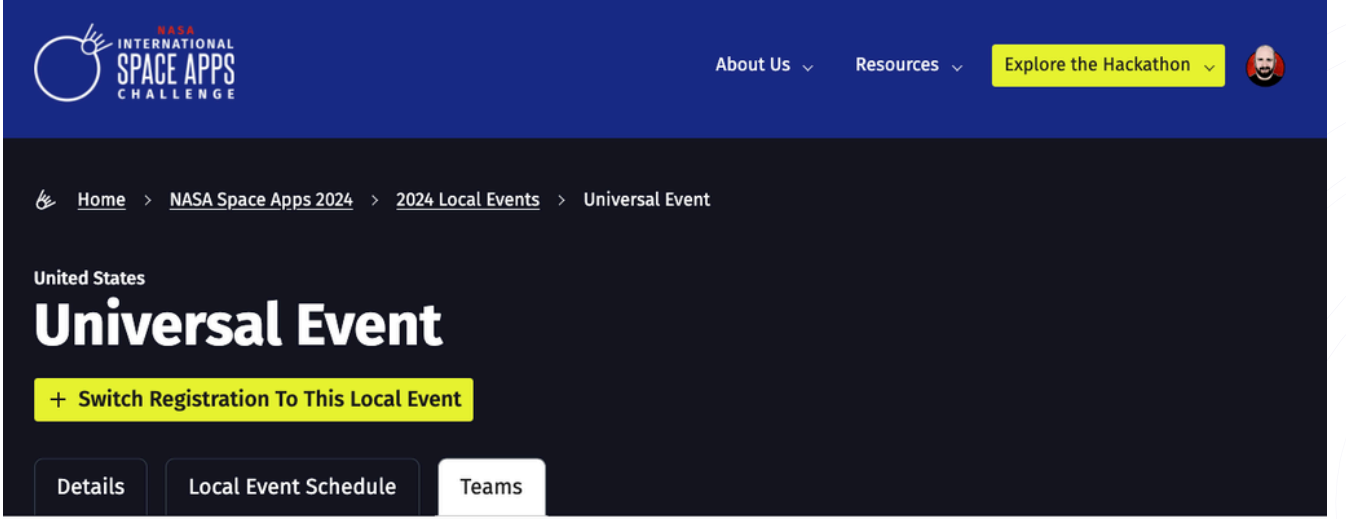 NASA
INTERNATIONAL
SPACE APPS
CHALLENGE
About Us
Resources
Explore the Hackathon
Home > NASA Space Apps 2024 > 2024 Local Events > Universal Event
United States
Universal Event
+ Switch Registration To This Local Event
Details
Local Event Schedule
Teams